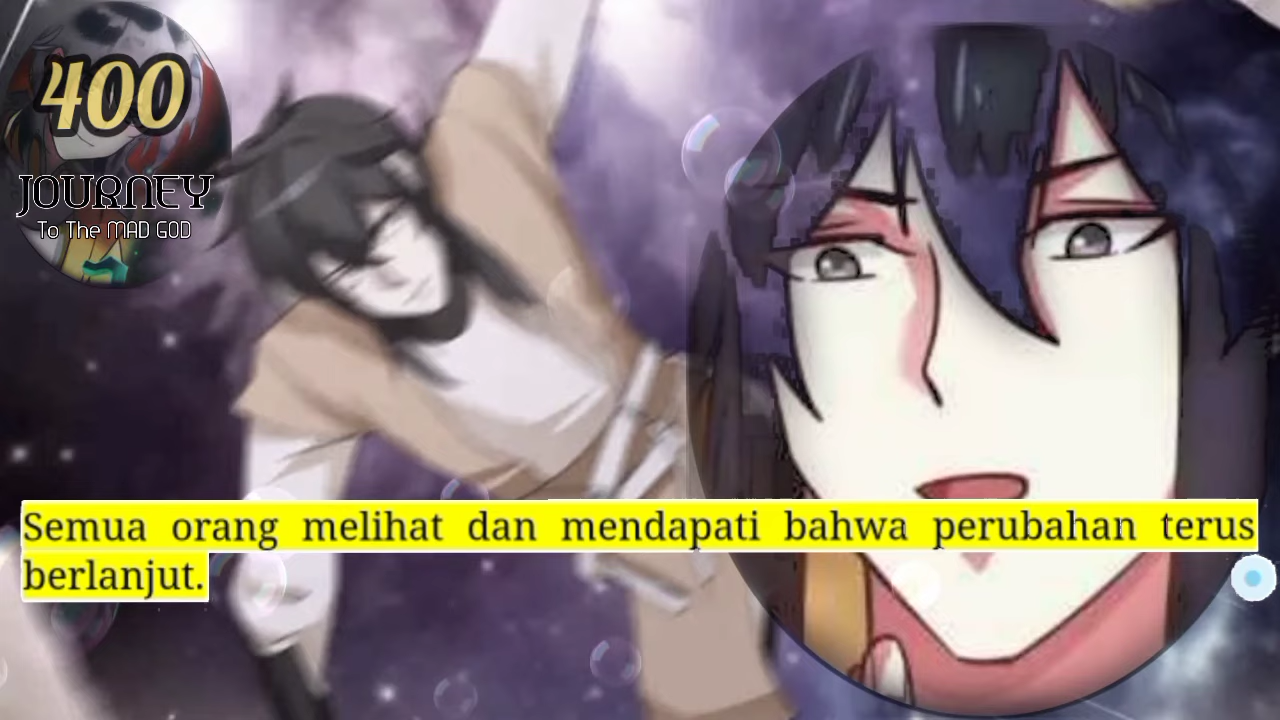 400
JOURNEY
To The MAD GOD
Semua orang melihat dan mendapati bahwa perubahan terus
berlanjut.